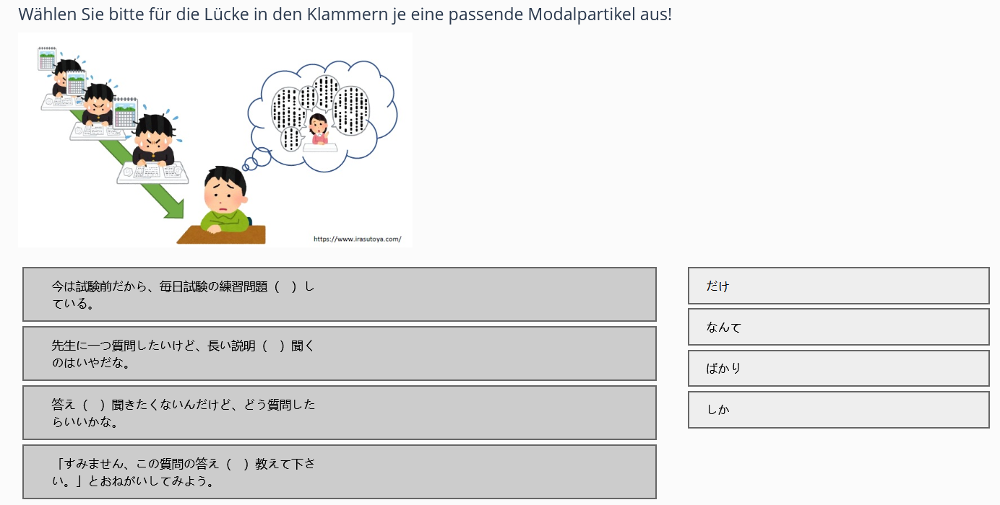 Wählen Sie bitte für die Lücke in den Klammern je eine passende Modalpartikel aus!
https://www.irasutoya.com/
今は試験前だから、毎日試験の練習問題（　）し
ている。
先生に一つ質問したいけど、長い説明（　）聞く
のはいやだな。
答え（　）聞きたくないんだけど、どう質問した
らいいかな。
「すみません、この質問の答え（　）教えて下さ
い。」とおねがいしてみよう。
だけ
なんて
ばかり
しか